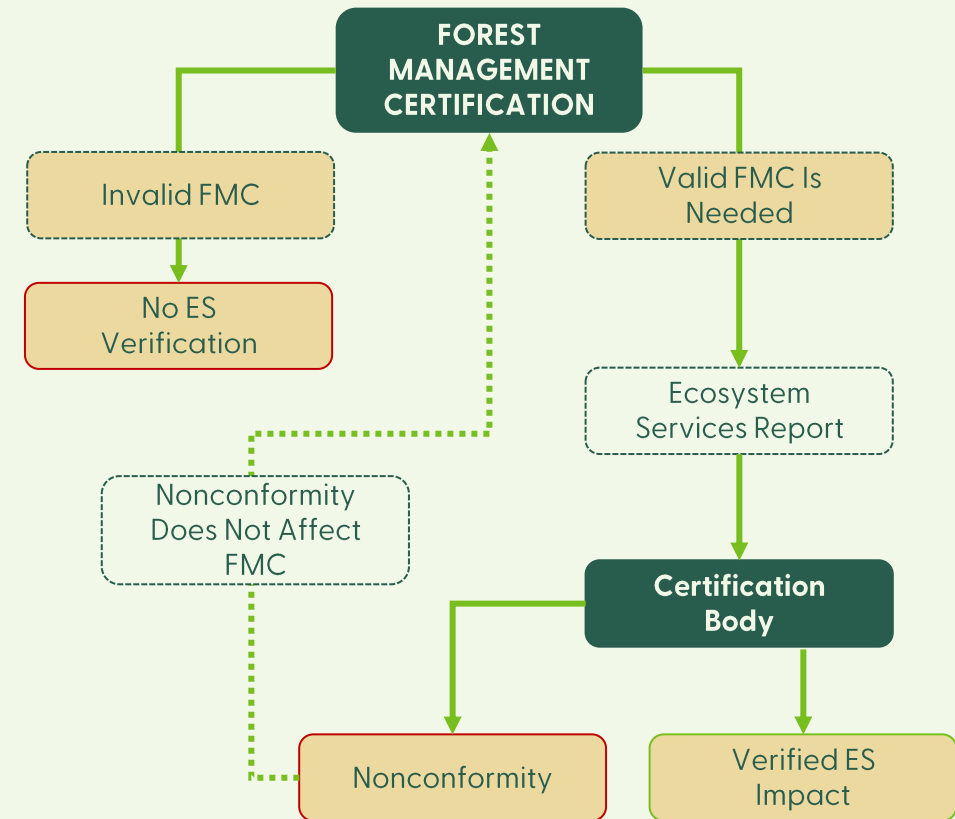 FOREST
MANAGEMENT
CERTIFICATION
Invalid FMC
Valid FMC Is
Needed
No ES
Verification
Ecosystem
Services Report
Nonconformity
Does Not Affect
FMC
Certification
Body
Nonconformity
Verified ES
Impact